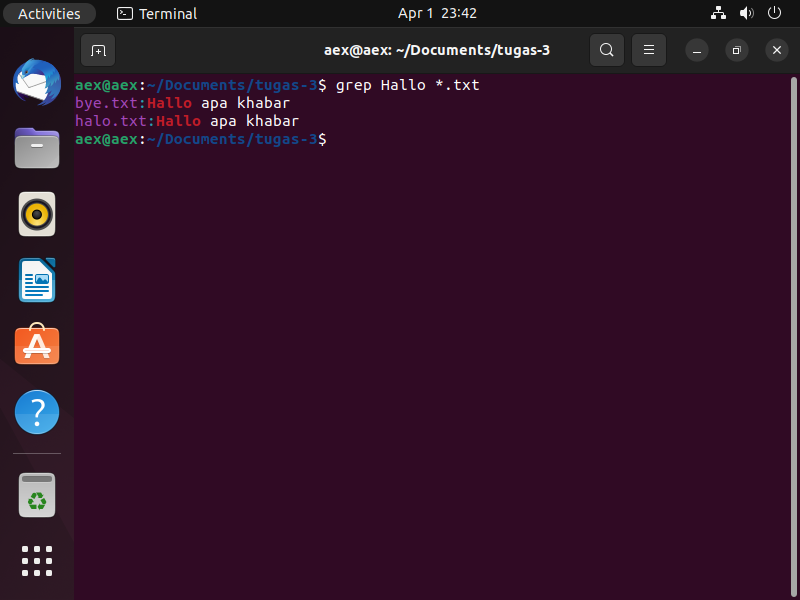 Activities
Terminal
Apr 1 23:42
aex@aex: ~/Documents/tugas-3
aex@aex:~/Documents/tugas-3$ grep Hallo *.txt
bye.txt:Hallo apa khabar
halo.txt:Hallo apa khabar
aex@aex:~/Documents/tugas-3$